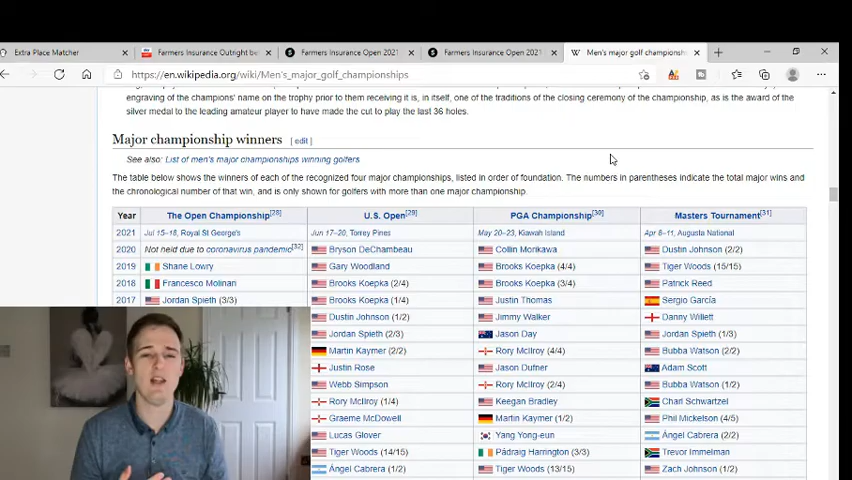 Extra Place Matcher
Farmers Insurance Outright be
Farmers Insurance Open 2021
Farmers Insurance Open 2021
Men's major golf championship
https://en.wikipedia.org/wiki/Men's_major_golf_championships
engraving of the champions' name on the trophy prior to them receiving it is, in itself, one of the traditions of the closing ceremony of the championship, as is the award of the
silver medal to the leading amateur player to have made the cut to play the last 36 holes.
Major championship winners [ edit ]
See also: List of men's major championships winning golfers
The table below shows the winners of each of the recognized four major championships, listed in order of foundation. The numbers in parentheses indicate the total major wins and
the chronological number of that win, and is only shown for golfers with more than one major championship.
Year The Open Championship[28] U.S. Open[29] PGA Championship[30] Masters Tournament[31]
2021 Jul 15–18, Royal St George's Jun 17–20, Torrey Pines May 20–23, Kiawah Island Apr 8–11, Augusta National
2020 Not held due to coronavirus pandemic[32] Bryson DeChambeau Collin Morikawa Dustin Johnson (2/2)
2019 Shane Lowry Gary Woodland Brooks Koepka (4/4) Tiger Woods (15/15)
2018 Francesco Molinari Brooks Koepka (2/4) Brooks Koepka (3/4) Patrick Reed
2017 Jordan Spieth (3/3) Brooks Koepka (1/4) Justin Thomas Sergio García
Dustin Johnson (1/2) Jimmy Walker Danny Willett
Jordan Spieth (2/3) Jason Day Jordan Spieth (1/3)
Martin Kaymer (2/2) Rory McIlroy (4/4) Bubba Watson (2/2)
Justin Rose Jason Dufner Adam Scott
Webb Simpson Rory McIlroy (2/4) Bubba Watson (1/2)
Rory McIlroy (1/4) Keegan Bradley Charl Schwartzel
Graeme McDowell Martin Kaymer (1/2) Phil Mickelson (4/5)
Lucas Glover Yang Yong-eun Ángel Cabrera (2/2)
Tiger Woods (14/15) Pádraig Harrington (3/3) Trevor Immelman
Ángel Cabrera (1/2) Tiger Woods (13/15) Zach Johnson (1/2)